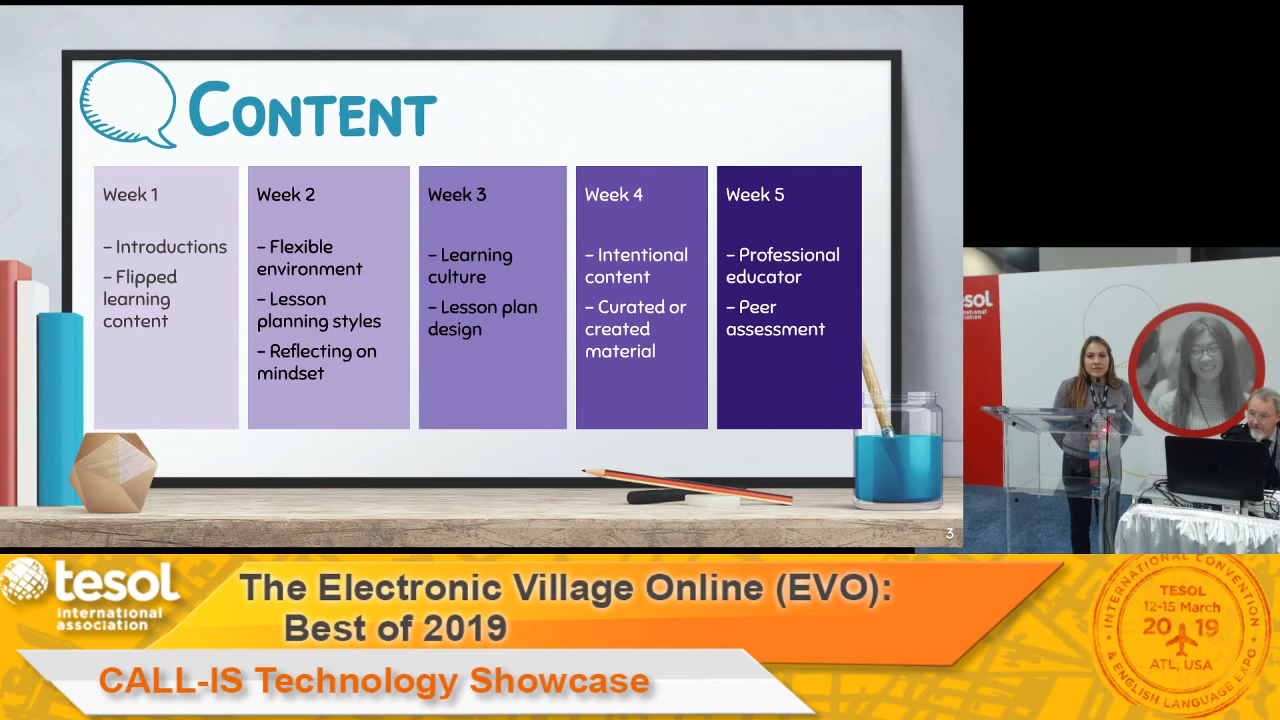 CONTENT
Week 1
– Introductions
– Flipped
learning
content
Week 2
– Flexible
environment
– Lesson
planning styles
– Reflecting on
mindset
Week 3
– Learning
culture
– Lesson plan
design
Week 4
– Intentional
content
– Curated or
created
material
Week 5
– Professional
educator
– Peer
assessment
3
tesol
international
association
The Electronic Village Online (EVO):
Best of 2019
CALL-IS Technology Showcase
INTERNATIONAL CONVENTION
TESOL
12-15 March
20 19
ATL, USA
& ENGLISH LANGUAGE EXPO